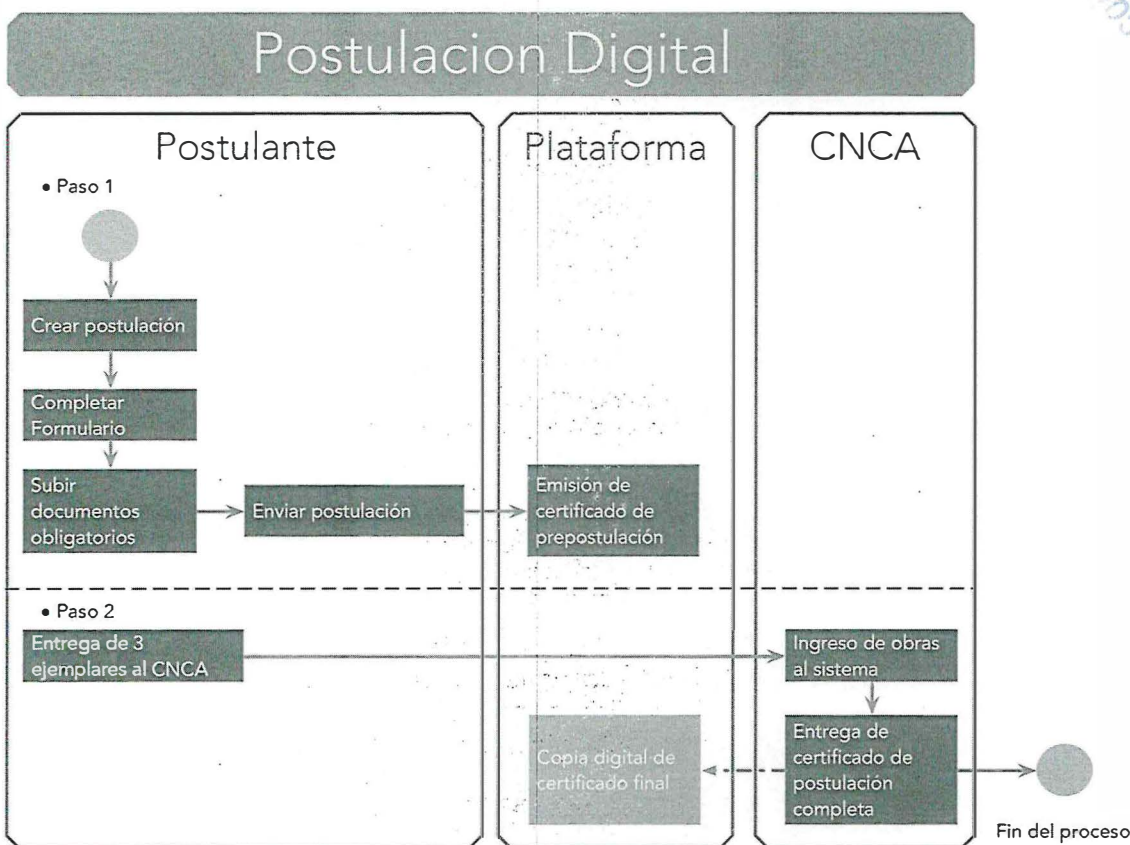 Postulacion Digital
Postulante
Plataforma
CNCA
• Paso 1
Crear postulación
Completar
Formulario
Subir
documentos
obligatorios
Enviar postulación
Emisión de
certificado de
prepostulación
• Paso 2
Entrega de 3
ejemplares al CNCA
Ingreso de obras
al sistema
Entrega de
certificado de
postulación
completa
Copia digital de
certificado final
Fin del proceso